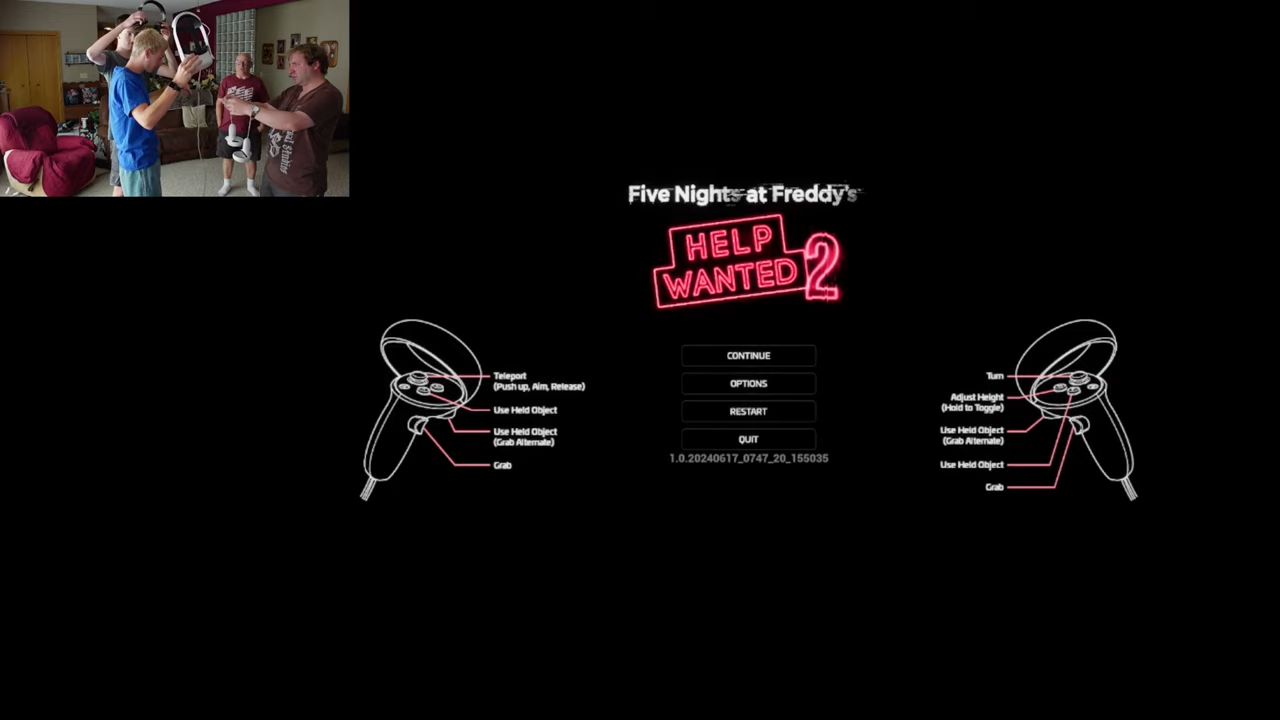 Five Nights at Freddy's
HELP
WANTED 2
CONTINUE
OPTIONS
RESTART
QUIT
1.0.20240617_0747_20_155035
Teleport
(Push up, Aim, Release)
Use Held Object
Use Held Object
(Grab Alternate)
Grab
Turn
Adjust Height
(Hold to Toggle)
Use Held Object
(Grab Alternate)
Use Held Object
Grab